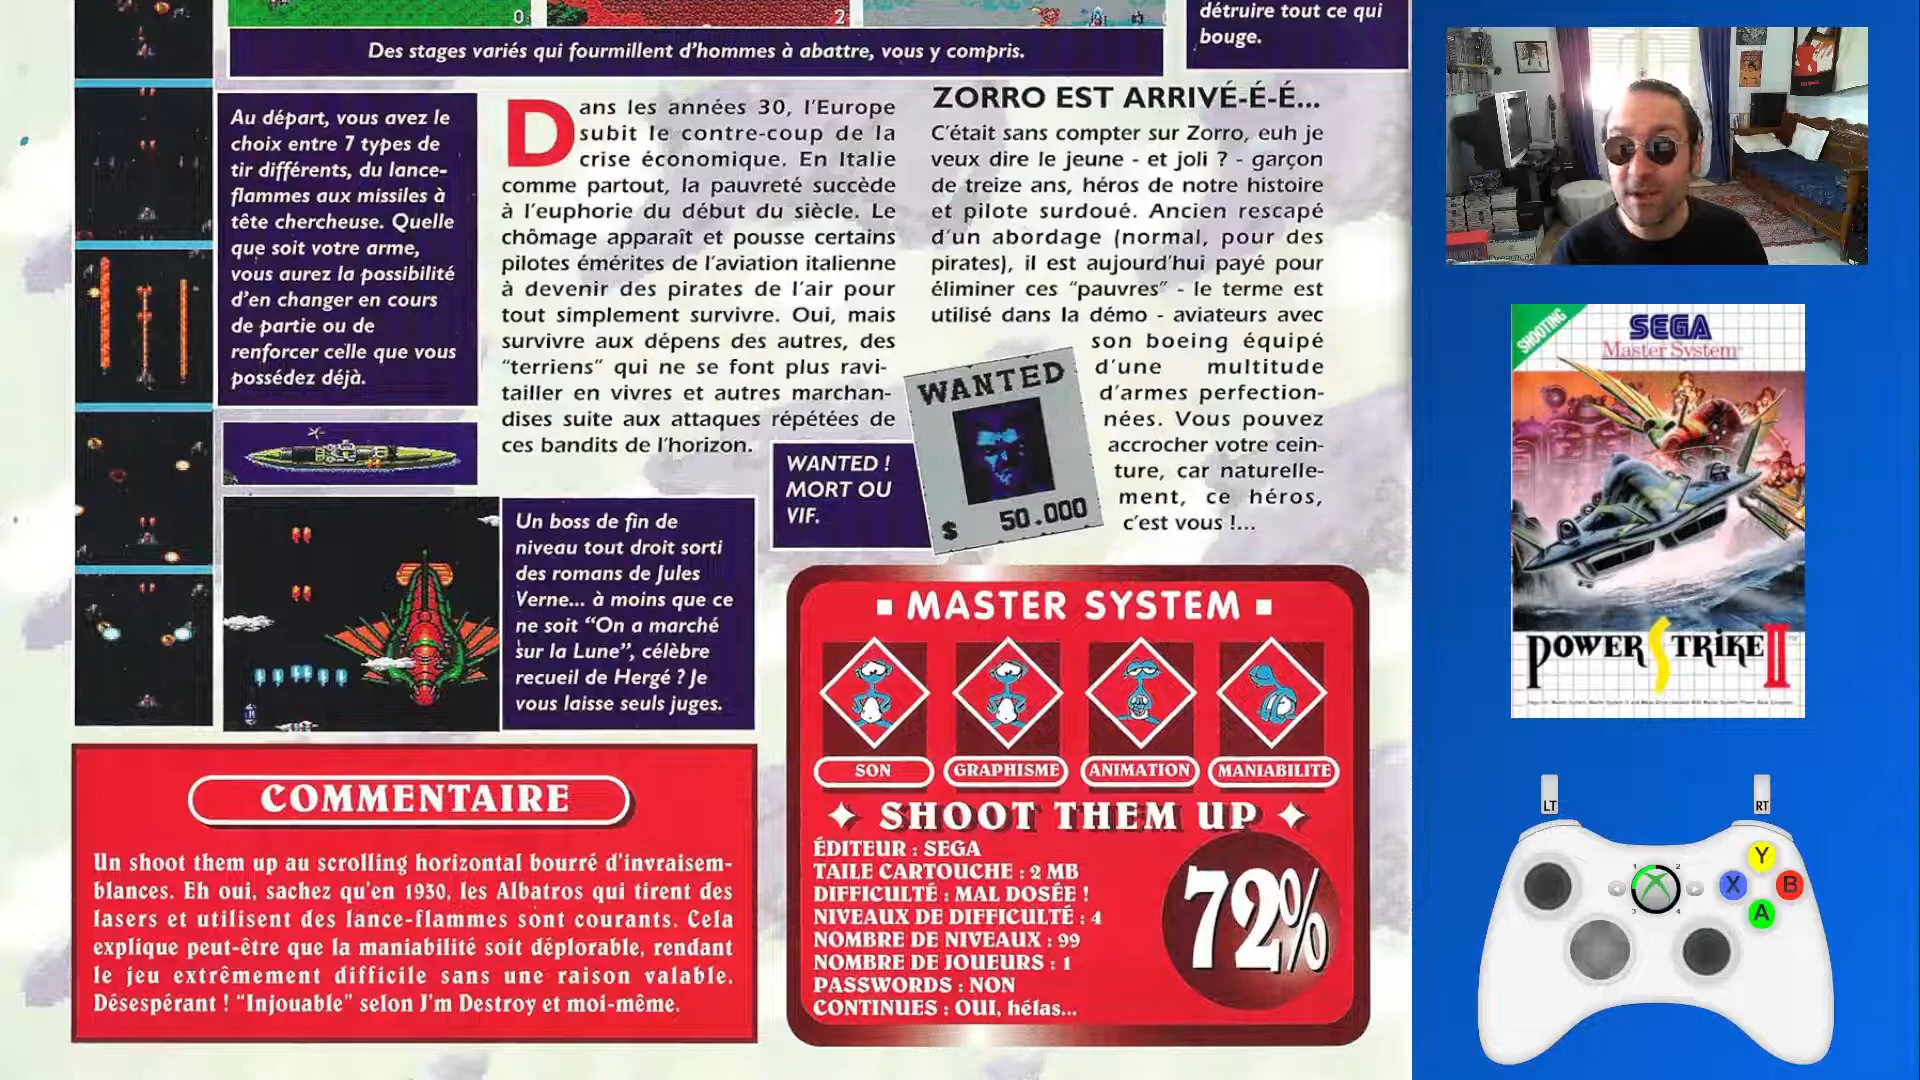 0
2
Des stages variés qui fourmillent d'hommes à abattre, vous y compris.
détruire tout ce qui
bouge.
Au départ, vous avez le
choix entre 7 types de
tir différents, du lance-
flammes aux missiles à
tête chercheuse. Quelle
que soit votre arme,
vous aurez la possibilité
d'en changer en cours
de partie ou de
renforcer celle que vous
possédez déjà.
Dans les années 30, l'Europe
subit le contre-coup de la
crise économique. En Italie
comme partout, la pauvreté succède
à l'euphorie du début du siècle. Le
chômage apparaît et pousse certains
pilotes émérites de l'aviation italienne
à devenir des pirates de l'air pour
tout simplement survivre. Oui, mais
survivre aux dépens des autres, des
"terriens" qui ne se font plus ravi-
tailler en vivres et autres marchan-
dises suite aux attaques répétées de
ces bandits de l'horizon.
ZORRO EST ARRIVÉ-É-É...
C'était sans compter sur Zorro, euh je
veux dire le jeune - et joli ? - garçon
de treize ans, héros de notre histoire
et pilote surdoué. Ancien rescapé
d'un abordage (normal, pour des
pirates), il est aujourd'hui payé pour
éliminer ces "pauvres" - le terme est
utilisé dans la démo - aviateurs avec
son boeing équipé
d'une multitude
d'armes perfection-
nées. Vous pouvez
accrocher votre cein-
ture, car naturelle-
ment, ce héros,
c'est vous !...
WANTED
$ 50.000
WANTED !
MORT OU
VIF.
Un boss de fin de
niveau tout droit sorti
des romans de Jules
Verne... à moins que ce
ne soit "On a marché
sur la Lune", célèbre
recueil de Hergé ? Je
vous laisse seuls juges.
COMMENTAIRE
Un shoot them up au scrolling horizontal bourré d'invraisem-
blances. Eh oui, sachez qu'en 1930, les Albatros qui tirent des
lasers et utilisent des lance-flammes sont courants. Cela
explique peut-être que la maniabilité soit déplorable, rendant
le jeu extrêmement difficile sans une raison valable.
Désespérant ! "Injouable" selon J'm Destroy et moi-même.
MASTER SYSTEM
SON
GRAPHISME
ANIMATION
MANIABILITE
SHOOT THEM UP
ÉDITEUR : SEGA
TAILE CARTOUCHE : 2 MB
DIFFICULTÉ : MAL DOSÉE !
NIVEAUX DE DIFFICULTÉ : 4
NOMBRE DE NIVEAUX : 99
NOMBRE DE JOUEURS : 1
PASSWORDS : NON
CONTINUES : OUI, hélas...
72%
Dreamcast
SHOOTING
SEGA
Master System
POWER STRIKE II
LT
RT
1
2
3
4
Y
X
B
A